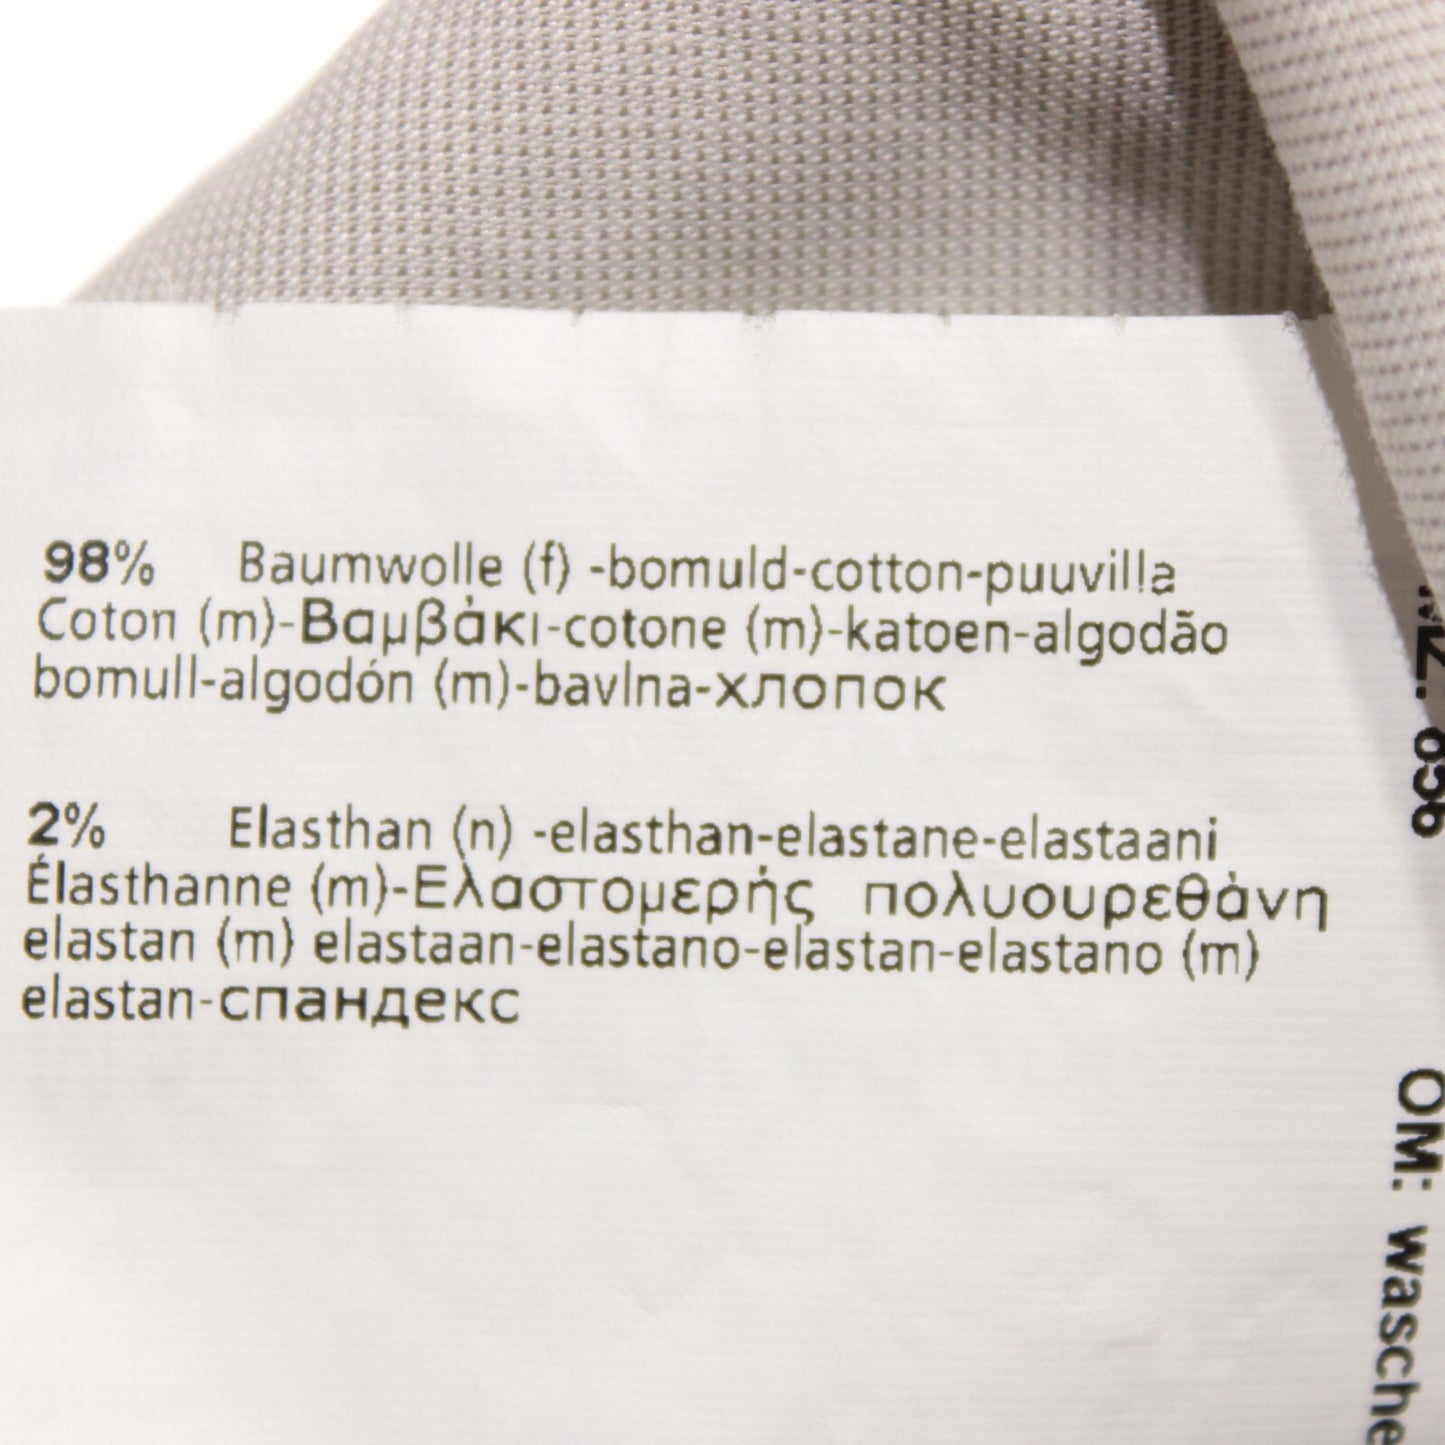 98% Baumwolle (f) -bomuld-cotton-puuvilla
Coton (m)-Βαμβάκι-cotone (m)-katoen-algodão
bomull-algodón (m)-bavlna-хлопок
2% Elasthan (n) -elasthan-elastane-elastaani
Élasthanne (m)-Ελαστομερής πολυουρεθάνη
elastan (m) elastaan-elastano-elastan-elastano (m)
elastan-спандекс
OM: wasche